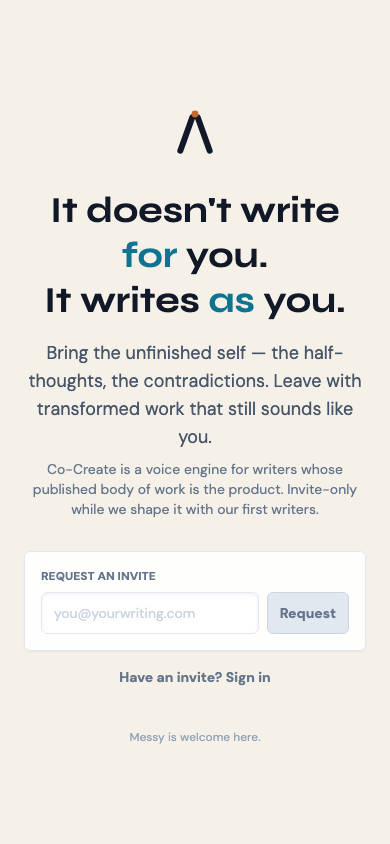 It doesn't write
for you.
It writes as you.
Bring the unfinished self — the half-
thoughts, the contradictions. Leave with
transformed work that still sounds like
you.
Co-Create is a voice engine for writers whose
published body of work is the product. Invite-only
while we shape it with our first writers.
REQUEST AN INVITE
you@yourwriting.com
Request
Have an invite? Sign in
Messy is welcome here.